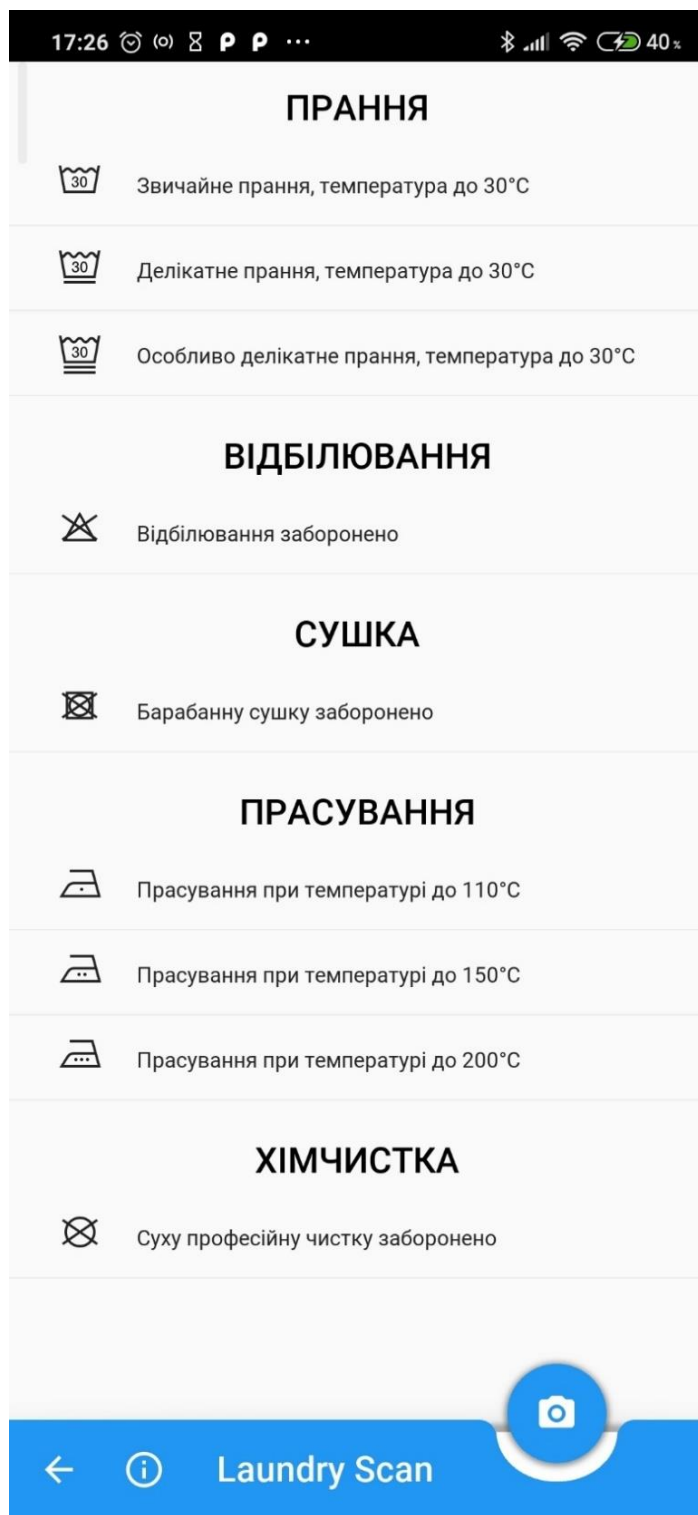 17:26
40%
ПРАННЯ
30
Звичайне прання, температура до 30°C
30
Делікатне прання, температура до 30°C
30
Особливо делікатне прання, температура до 30°C
ВІДБІЛЮВАННЯ
Відбілювання заборонено
СУШКА
Барабанну сушку заборонено
ПРАСУВАННЯ
Прасування при температурі до 110°C
Прасування при температурі до 150°C
Прасування при температурі до 200°C
ХІМЧИСТКА
Суху професійну чистку заборонено
Laundry Scan